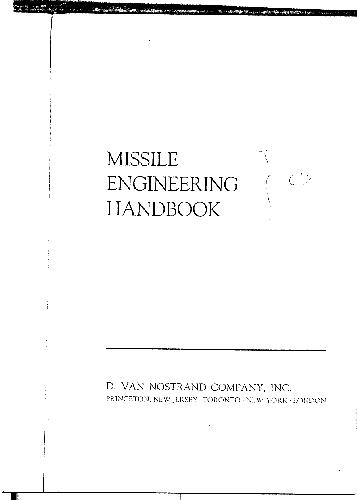 MISSILE
ENGINEERING
HANDBOOK
D. VAN NOSTRAND COMPANY, INC.
PRINCETON, NEW JERSEY · TORONTO · NEW YORK · LONDON